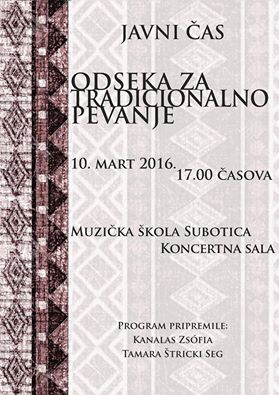 JAVNI ČAS
ODSEKA ZA
TRADICIONALNO
PEVANJE
10. MART 2016.
17.00 ČASOVA
MUZIČKA ŠKOLA SUBOTICA
KONCERTNA SALA
PROGRAM PRIPREMILE:
KANALAS ZSÓFIA
TAMARA ŠTRICKI SEG